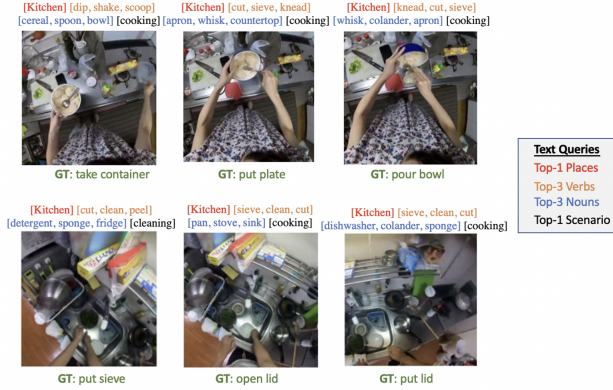 [Kitchen] [dip, shake, scoop]
[cereal, spoon, bowl] [cooking]
GT: take container
[Kitchen] [cut, sieve, knead]
[apron, whisk, countertop] [cooking]
GT: put plate
[Kitchen] [knead, cut, sieve]
[whisk, colander, apron] [cooking]
GT: pour bowl
Text Queries
Top-1 Places
Top-3 Verbs
Top-3 Nouns
Top-1 Scenario
[Kitchen] [cut, clean, peel]
[detergent, sponge, fridge] [cleaning]
GT: put sieve
[Kitchen] [sieve, clean, cut]
[pan, stove, sink] [cooking]
GT: open lid
[Kitchen] [sieve, clean, cut]
[dishwasher, colander, sponge] [cooking]
GT: put lid